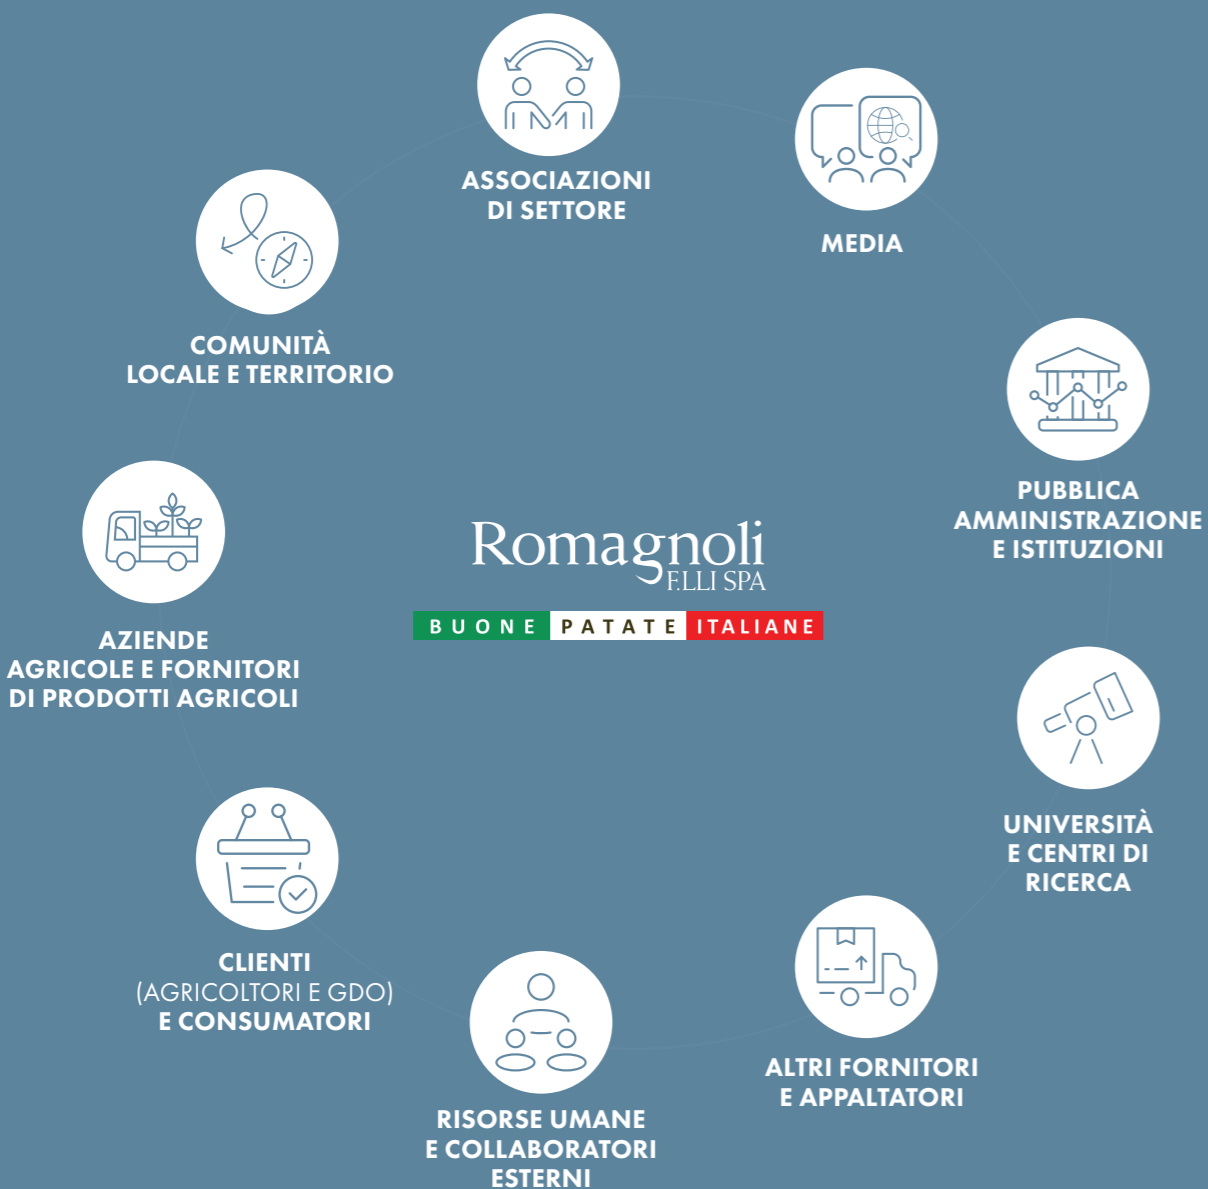 ASSOCIAZIONI
DI SETTORE
MEDIA
COMUNITÀ
LOCALE E TERRITORIO
PUBBLICA
AMMINISTRAZIONE
E ISTITUZIONI
Romagnoli
F.LLI SPA
BUONE PATATE ITALIANE
AZIENDE
AGRICOLE E FORNITORI
DI PRODOTTI AGRICOLI
UNIVERSITÀ
E CENTRI DI
RICERCA
CLIENTI
(AGRICOLTORI E GDO)
E CONSUMATORI
ALTRI FORNITORI
E APPALTATORI
RISORSE UMANE
E COLLABORATORI
ESTERNI